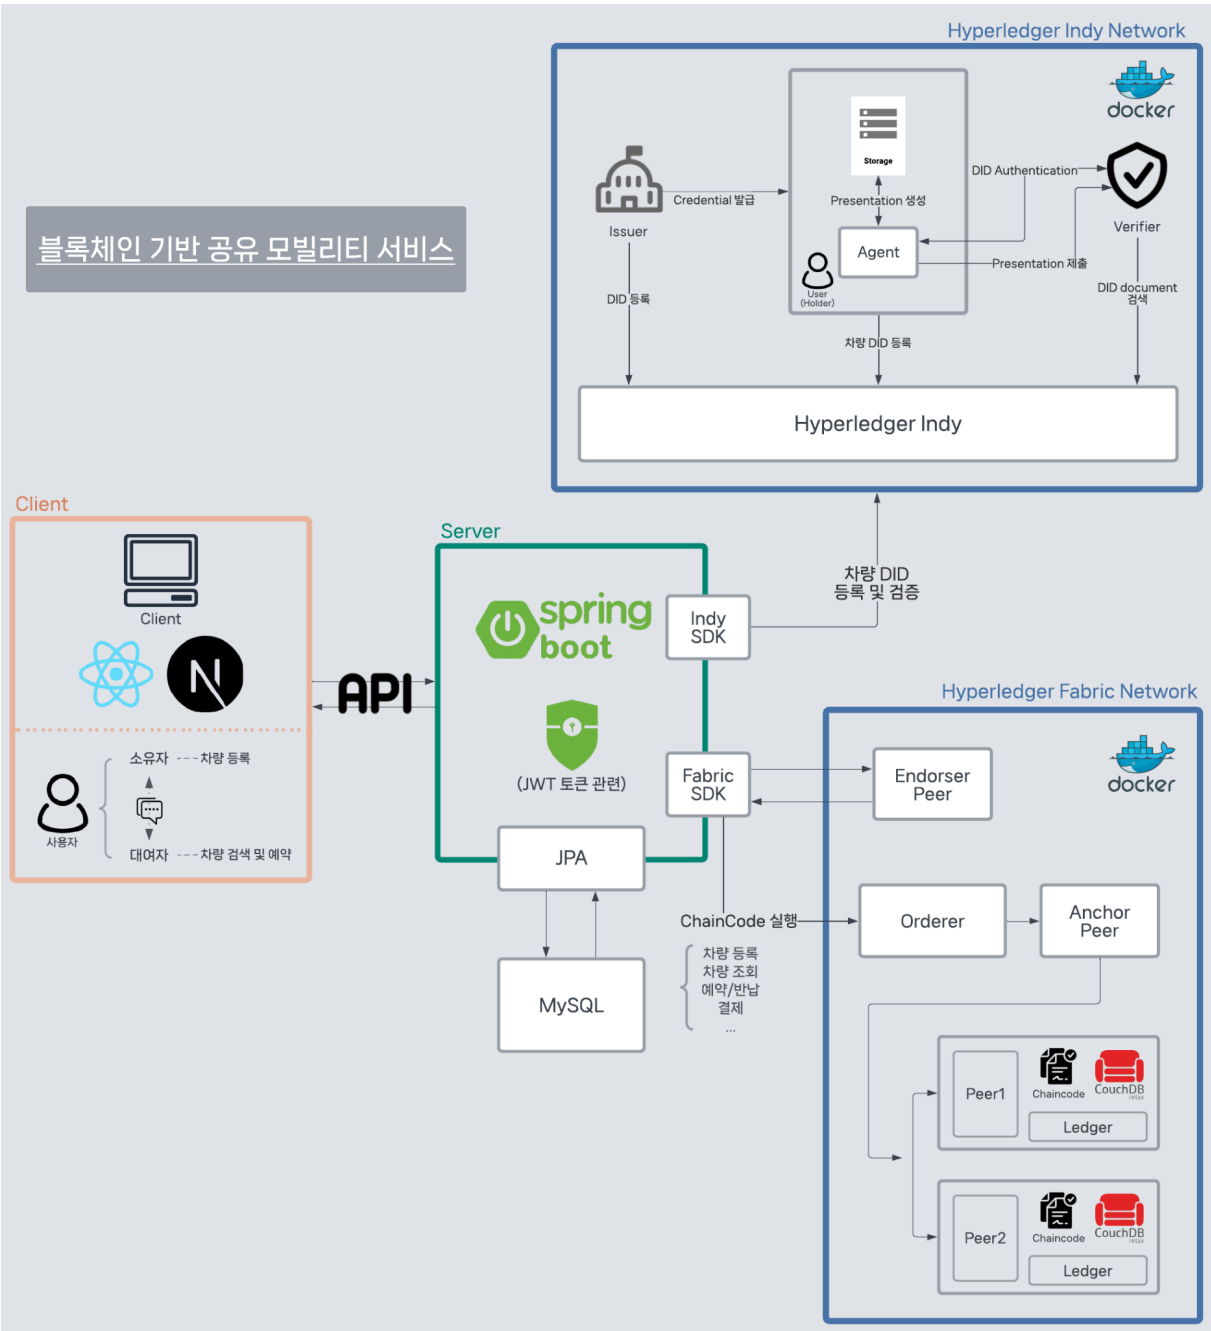 Hyperledger Indy Network
docker
Storage
Issuer
Credential 발급
Presentation 생성
DID Authentication
Verifier
Agent
User
(Holder)
Presentation 제출
DID 등록
차량 DID 등록
DID document
검색
Hyperledger Indy
블록체인 기반 공유 모빌리티 서비스
Client
Client
N
사용자
소유자
차량 등록
대여자
차량 검색 및 예약
API
Server
spring
boot
(JWT 토큰 관련)
Indy
SDK
차량 DID
등록 및 검증
Fabric
SDK
JPA
MySQL
ChainCode 실행
차량 등록
차량 조회
예약/반납
결제
...
Hyperledger Fabric Network
docker
Endorser
Peer
Orderer
Anchor
Peer
Peer1
Chaincode
CouchDB
relax
Ledger
Peer2
Chaincode
CouchDB
relax
Ledger